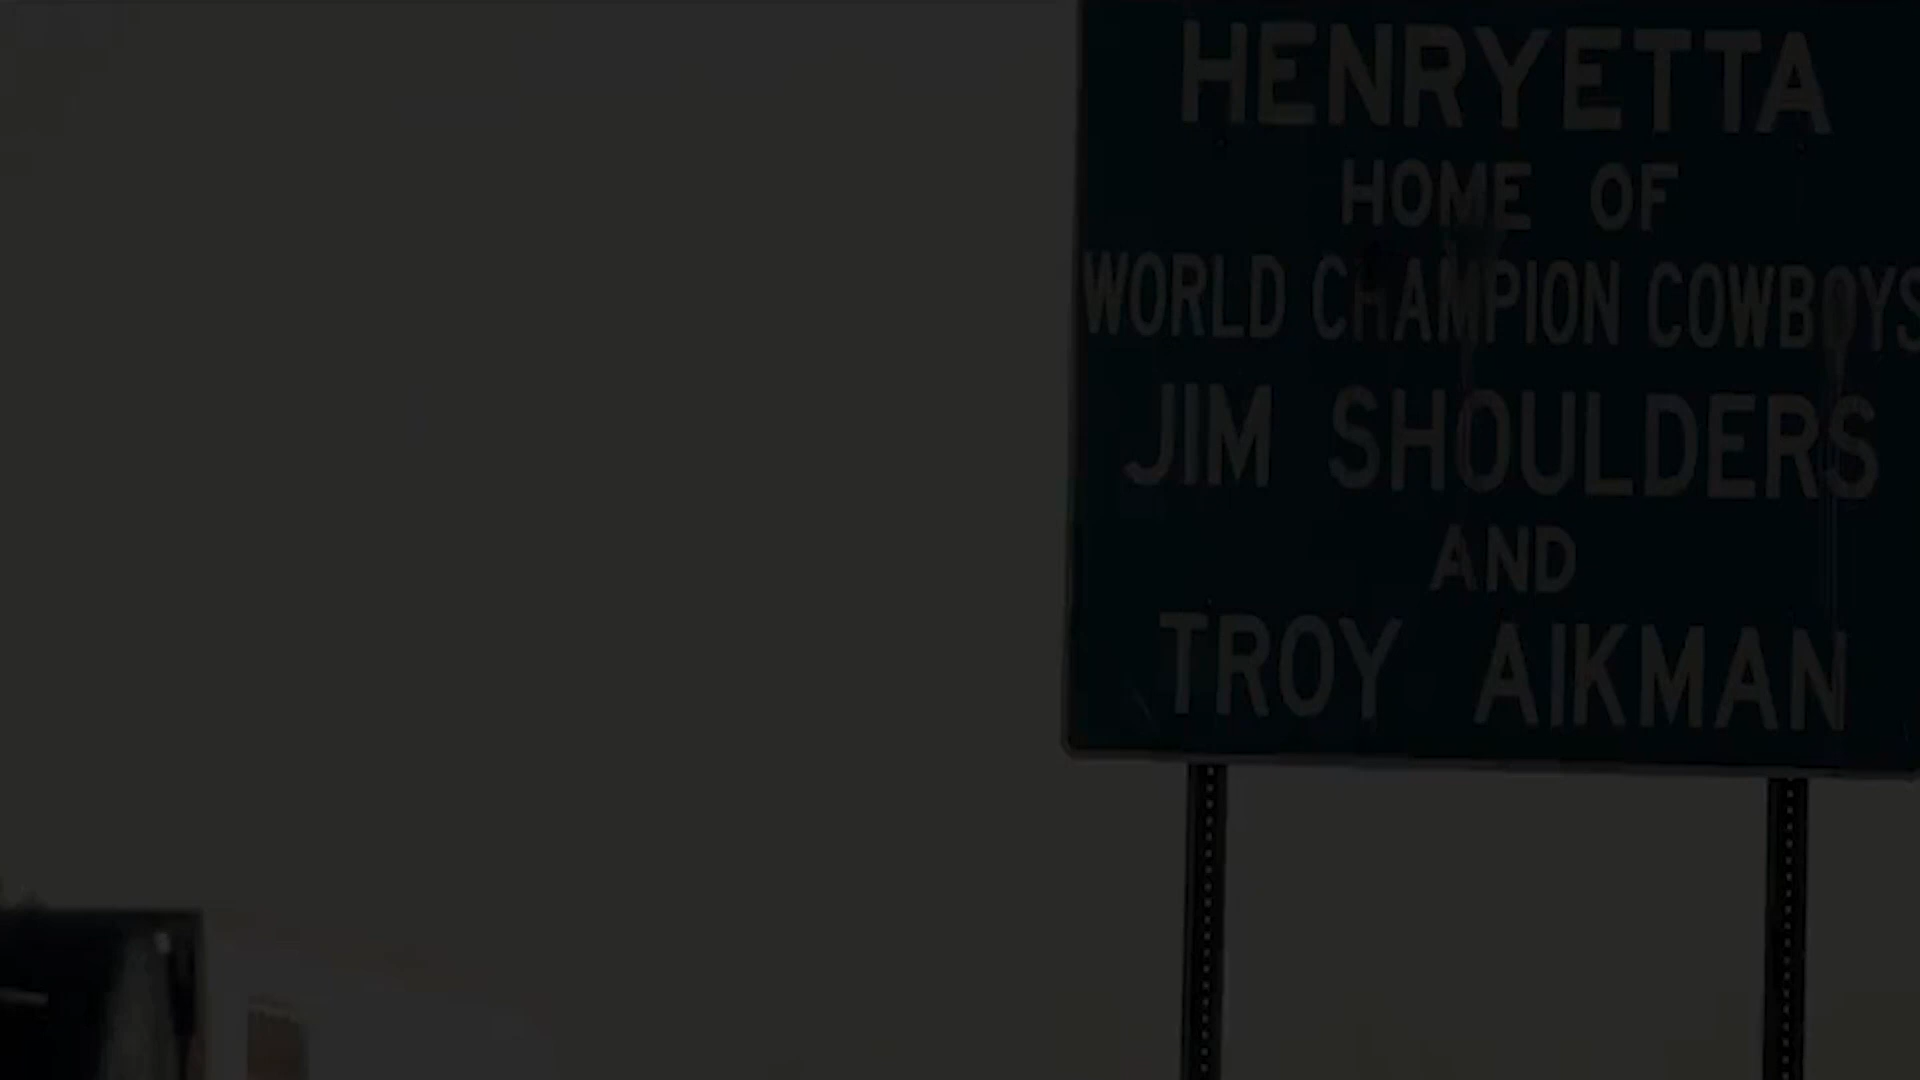 HENRYETTA
HOME OF
WORLD CHAMPION COWBOYS
JIM SHOULDERS
AND
TROY AIKMAN